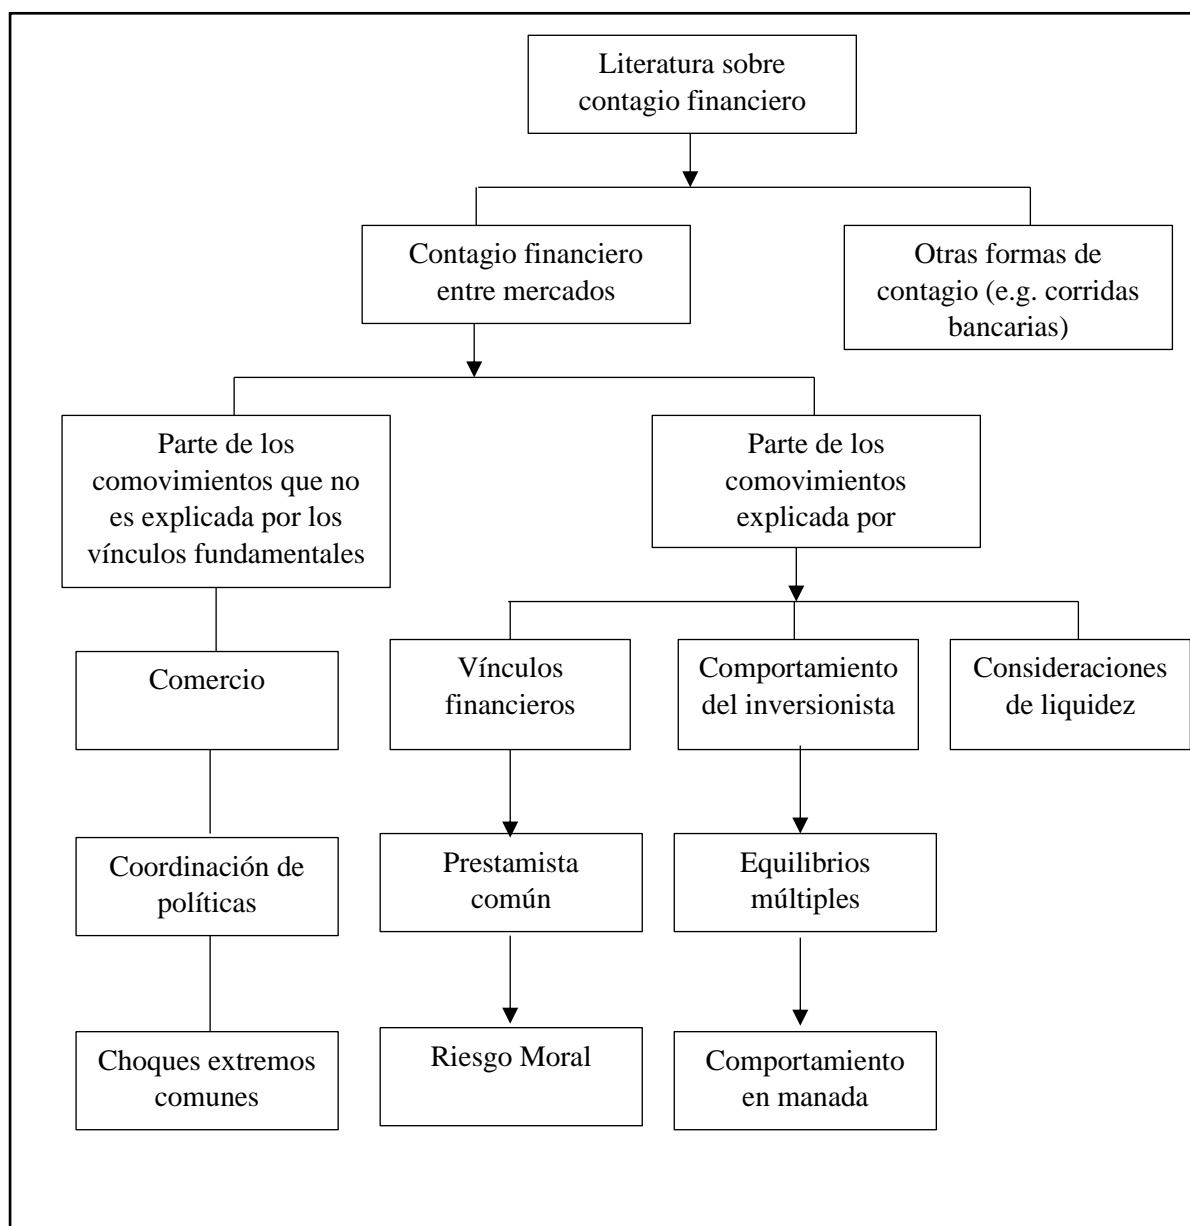 Literatura sobre
contagio financiero
Contagio financiero
entre mercados
Otras formas de
contagio (e.g. corridas
bancarias)
Parte de los
comovimientos que no
es explicada por los
vínculos fundamentales
Parte de los
comovimientos
explicada por
Comercio
Vínculos
financieros
Comportamiento
del inversionista
Consideraciones
de liquidez
Coordinación de
políticas
Prestamista
común
Equilibrios
múltiples
Choques extremos
comunes
Riesgo Moral
Comportamiento
en manada